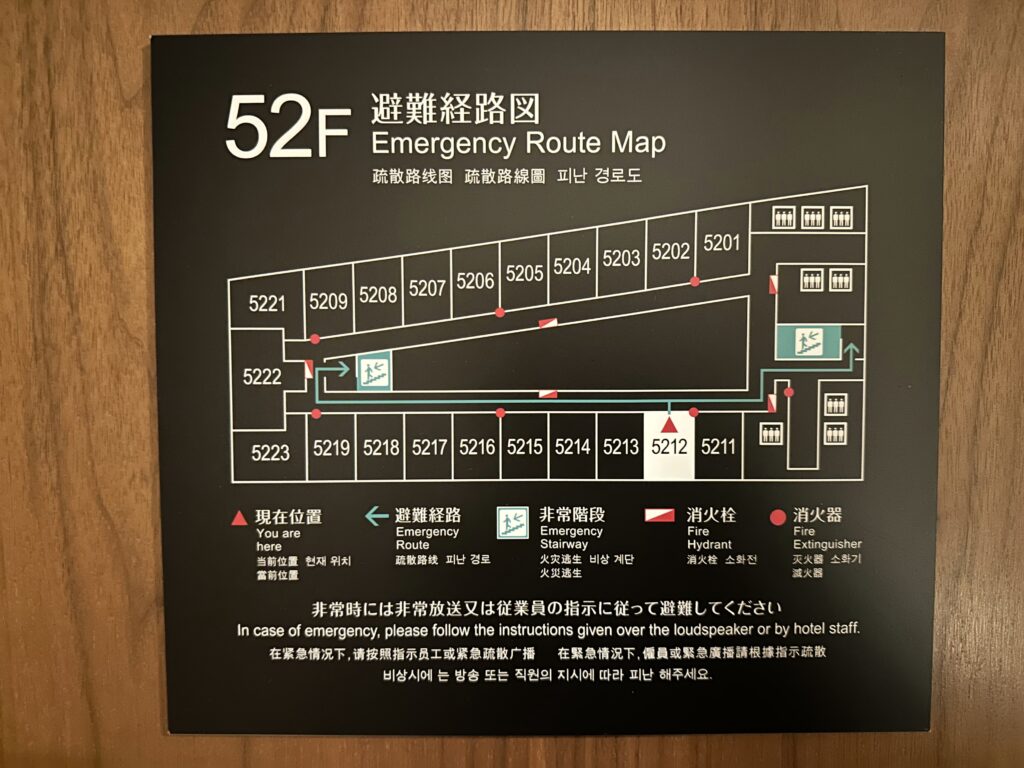 52F
避難経路図
Emergency Route Map
疏散路线图 疏散路線圖 피난 경로도
5201
5202
5203
5204
5205
5206
5207
5208
5209
5221
5222
5223
5219
5218
5217
5216
5215
5214
5213
5212
5211
現在位置
You are
here
当前位置 현재 위치
當前位置
避難経路
Emergency
Route
疏散路线 피난 경로
非常階段
Emergency
Stairway
火灾逃生 비상 계단
火災逃生
消火栓
Fire
Hydrant
消火栓 소화전
消火器
Fire
Extinguisher
灭火器 소화기
滅火器
非常時には非常放送又は従業員の指示に従って避難してください
In case of emergency, please follow the instructions given over the loudspeaker or by hotel staff.
在紧急情况下,请按照指示员工或紧急疏散广播 在緊急情況下,僱員或緊急廣播請根據指示疏散
비상시에 는 방송 또는 직원의 지시에 따라 피난 해주세요.